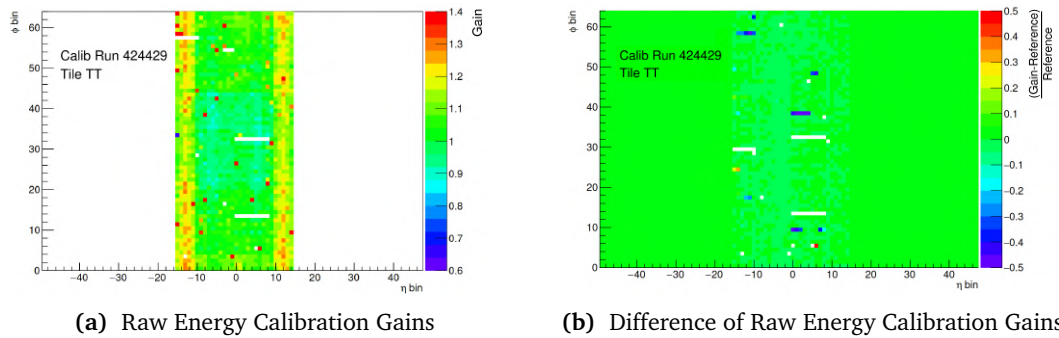 φ bin
60
50
40
30
20
10
0
Calib Run 424429
Tile TT
−40 −30 −20 −10 0 10 20 30 40
η bin
1.4
1.3
1.2
1.1
1
0.9
0.8
0.7
0.6
Gain
(a) Raw Energy Calibration Gains
φ bin
60
50
40
30
20
10
0
Calib Run 424429
Tile TT
−40 −30 −20 −10 0 10 20 30 40
η bin
0.5
0.4
0.3
0.2
0.1
0
−0.1
−0.2
−0.3
−0.4
−0.5
(Gain-Reference)
Reference
(b) Difference of Raw Energy Calibration Gains